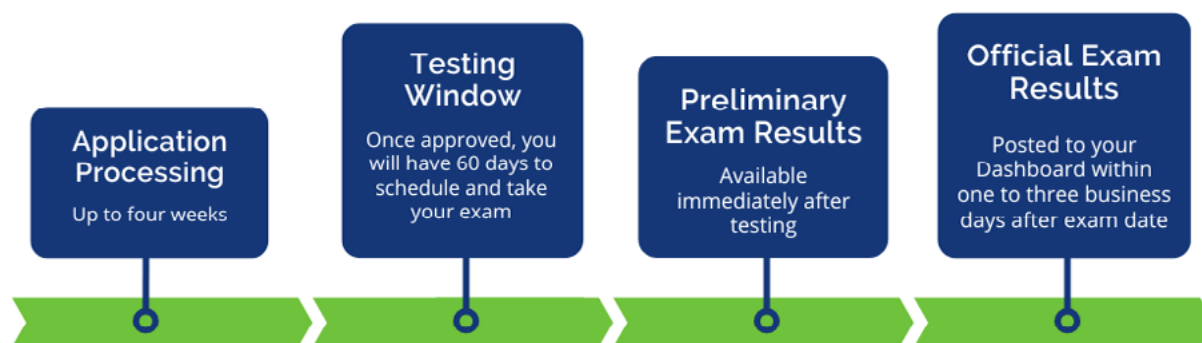 Application
Processing
Up to four weeks
Testing
Window
Once approved, you
will have 60 days to
schedule and take
your exam
Preliminary
Exam Results
Available
immediately after
testing
Official Exam
Results
Posted to your
Dashboard within
one to three business
days after exam date